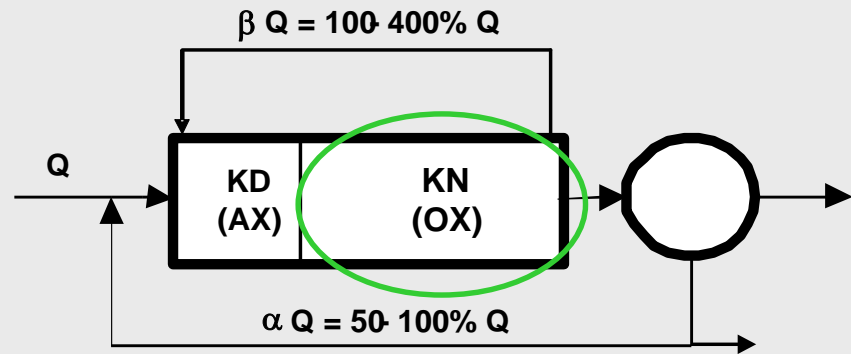 β Q = 100- 400% Q
Q
KD
(AX)
KN
(OX)
α Q = 50- 100% Q